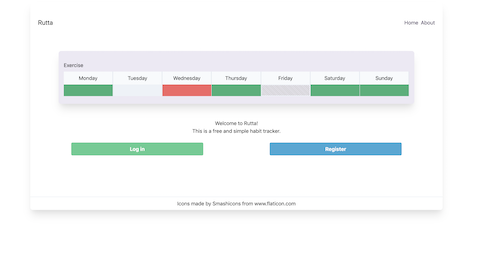 Rutta
Home About
Exercise
Monday Tuesday Wednesday Thursday Friday Saturday Sunday
Welcome to Rutta!
This is a free and simple habit tracker.
Log in Register
Icons made by Smashicons from www.flaticon.com